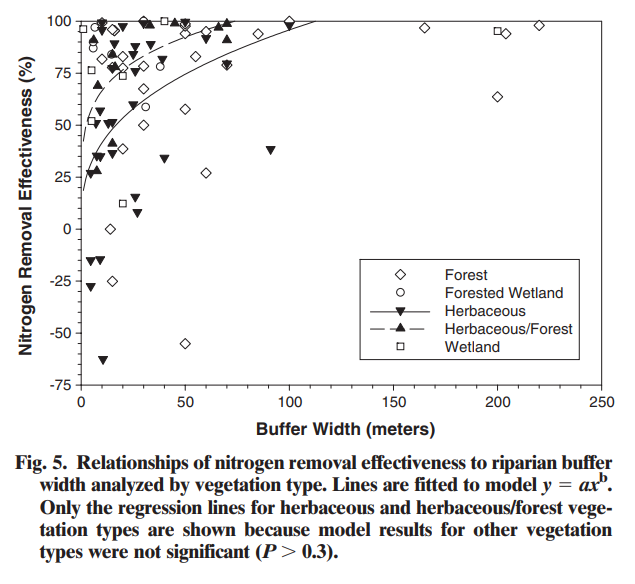 Nitrogen Removal Effectiveness (%)
100
75
50
25
0
-25
-50
-75
Forest
Forested Wetland
Herbaceous
Herbaceous/Forest
Wetland
0 50 100 150 200 250
Buffer Width (meters)
Fig. 5. Relationships of nitrogen removal effectiveness to riparian buffer
width analyzed by vegetation type. Lines are fitted to model y = axᵇ.
Only the regression lines for herbaceous and herbaceous/forest vege-
tation types are shown because model results for other vegetation
types were not significant (P > 0.3).